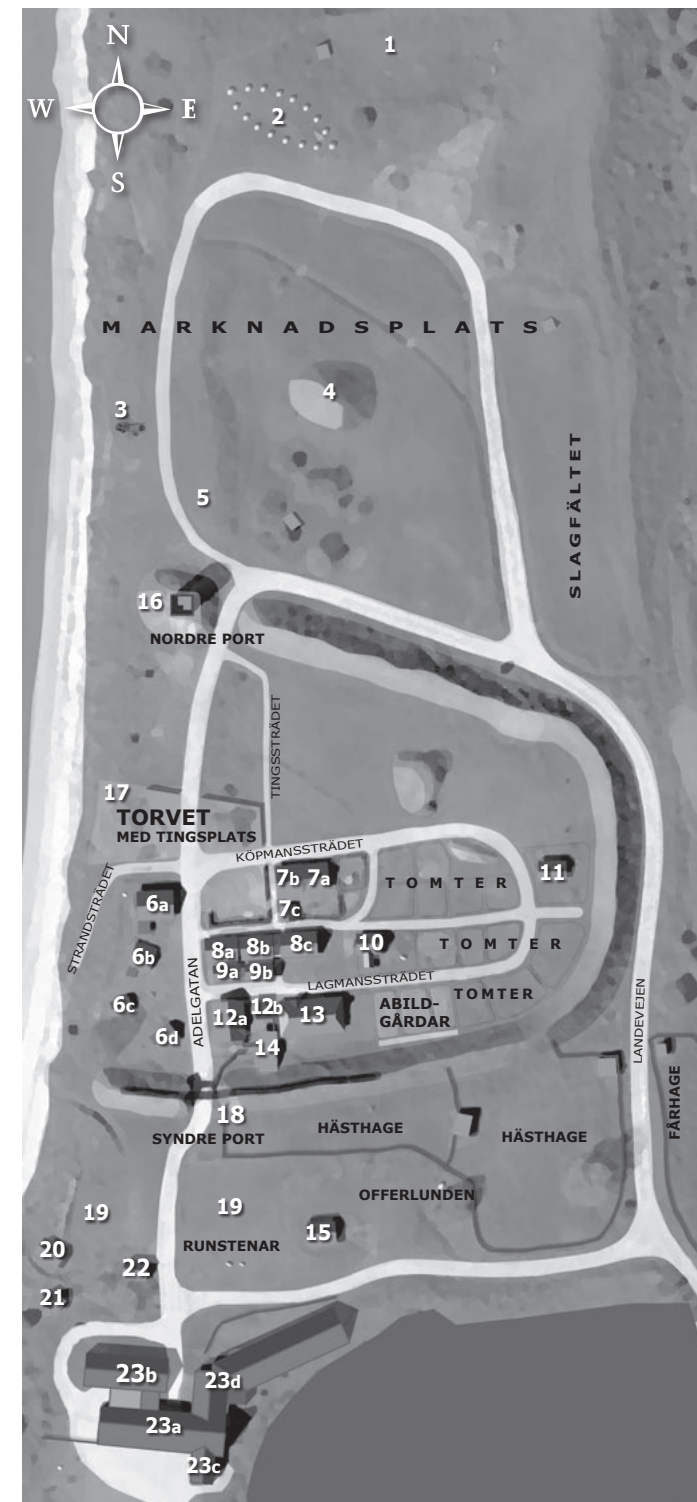 1
N
W E
S
2
MARKNADSPLATS
4
3
SLAGFÄLTET
5
16
NORDRE PORT
TINGSSTRÄDET
17
TORVET
MED TINGSPLATS
KÖPMANSSTRÄDET
7b 7a
TOMTER
11
STRANDSTRÄDET
6a
7c
8a 8b 8c
10
TOMTER
6b
9a 9b
ADELGATAN
LAGMANSSTRÄDET
TOMTER
6c
12a
12b
13
ABILD-
GÅRDAR
6d
14
LANDEVEJEN
FÅRHAGE
18
SYNDRE PORT
HÄSTHAGE
HÄSTHAGE
OFFERLUNDEN
19
19
15
RUNSTENAR
20
22
21
23b
23d
23a
23c